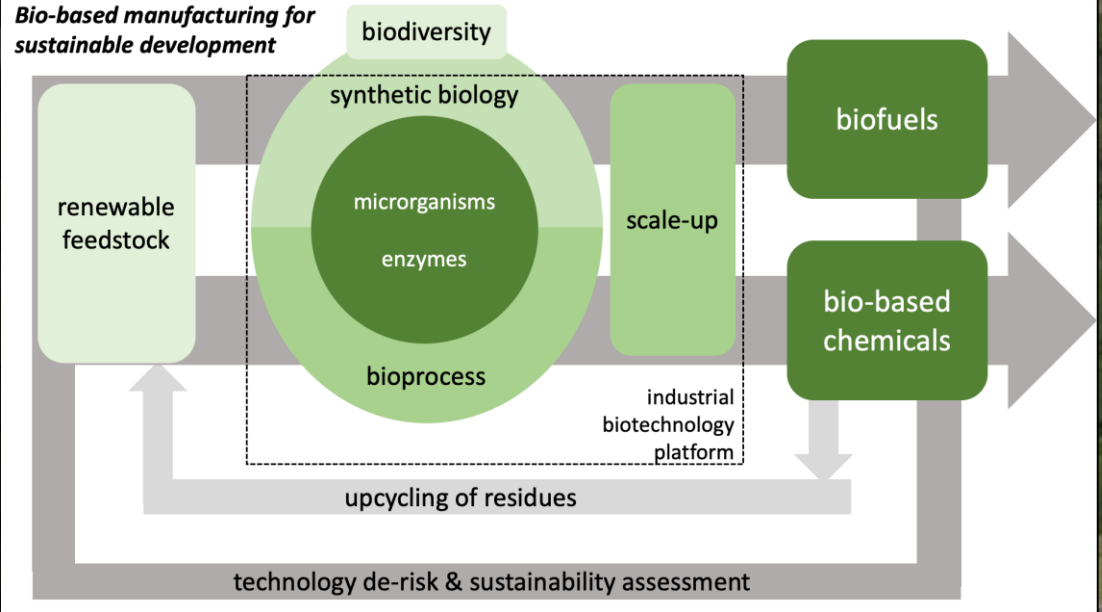 Bio-based manufacturing for
sustainable development
biodiversity
synthetic biology
microrganisms
enzymes
bioprocess
renewable
feedstock
scale-up
industrial
biotechnology
platform
biofuels
bio-based
chemicals
upcycling of residues
technology de-risk & sustainability assessment